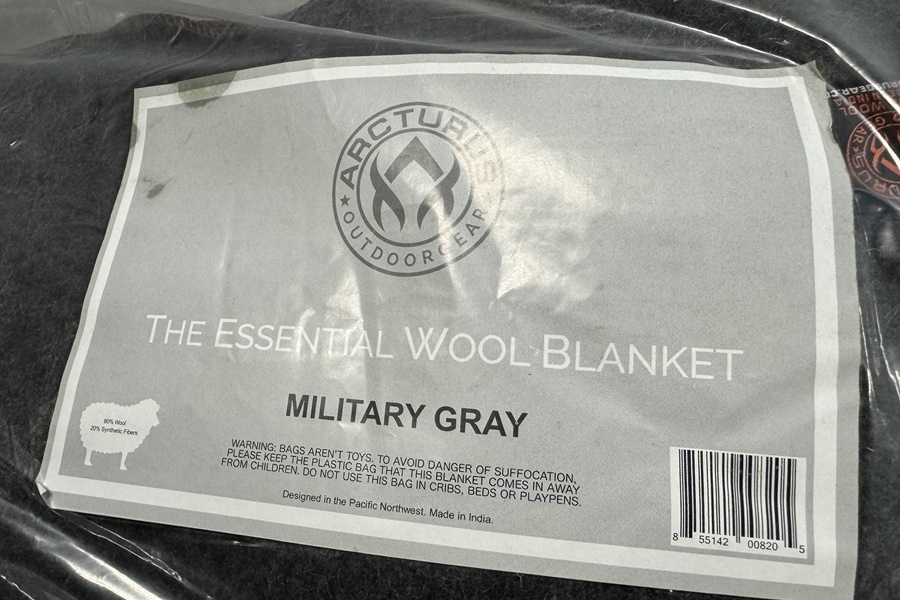 ARCTURUS
★ OUTDOOR GEAR ★
THE ESSENTIAL WOOL BLANKET
MILITARY GRAY
80% Wool
20% Synthetic Fibers
WARNING: BAGS AREN'T TOYS. TO AVOID DANGER OF SUFFOCATION,
PLEASE KEEP THE PLASTIC BAG THAT THIS BLANKET COMES IN AWAY
FROM CHILDREN. DO NOT USE THIS BAG IN CRIBS, BEDS OR PLAYPENS.
Designed in the Pacific Northwest. Made in India.
8 55142 00820 5